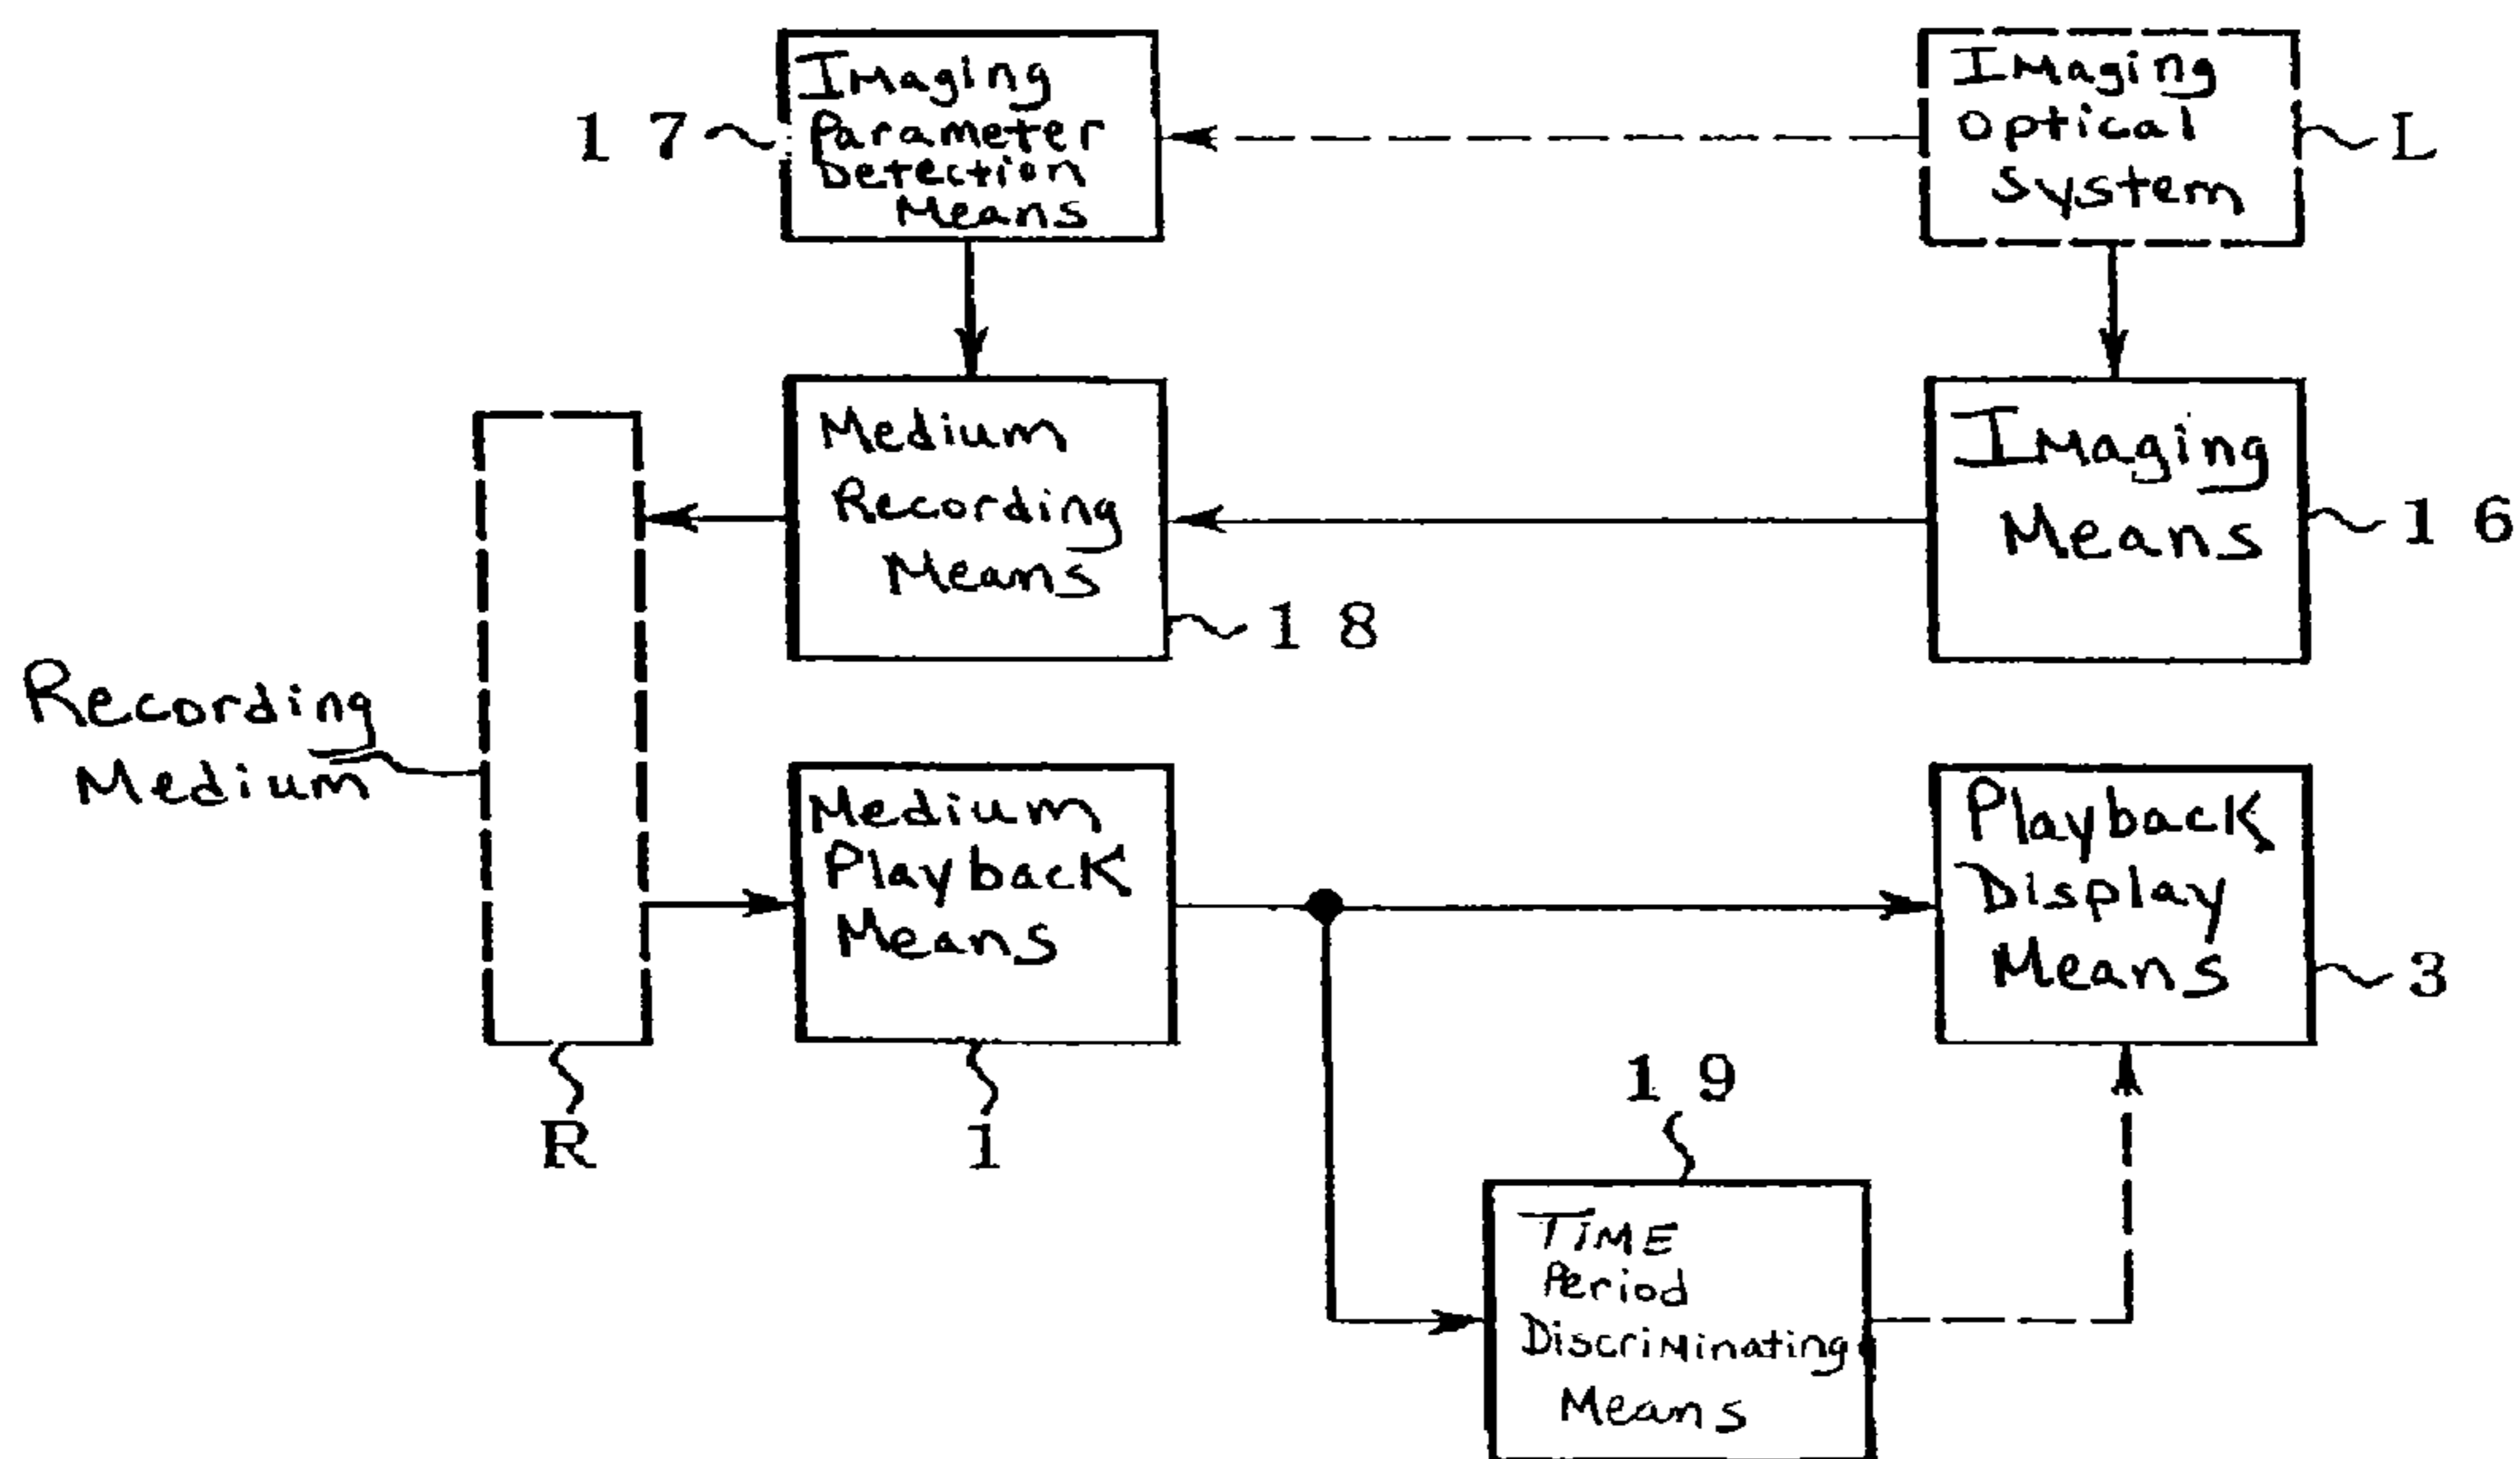 Imaging
Parameter
Detection
Means
17
Imaging
Optical
System
L
Medium
Recording
Means
18
Imaging
Means
16
Recording
Medium
R
Medium
Playback
Means
1
Playback
Display
Means
3
19
TIME
Period
Discriminating
Means